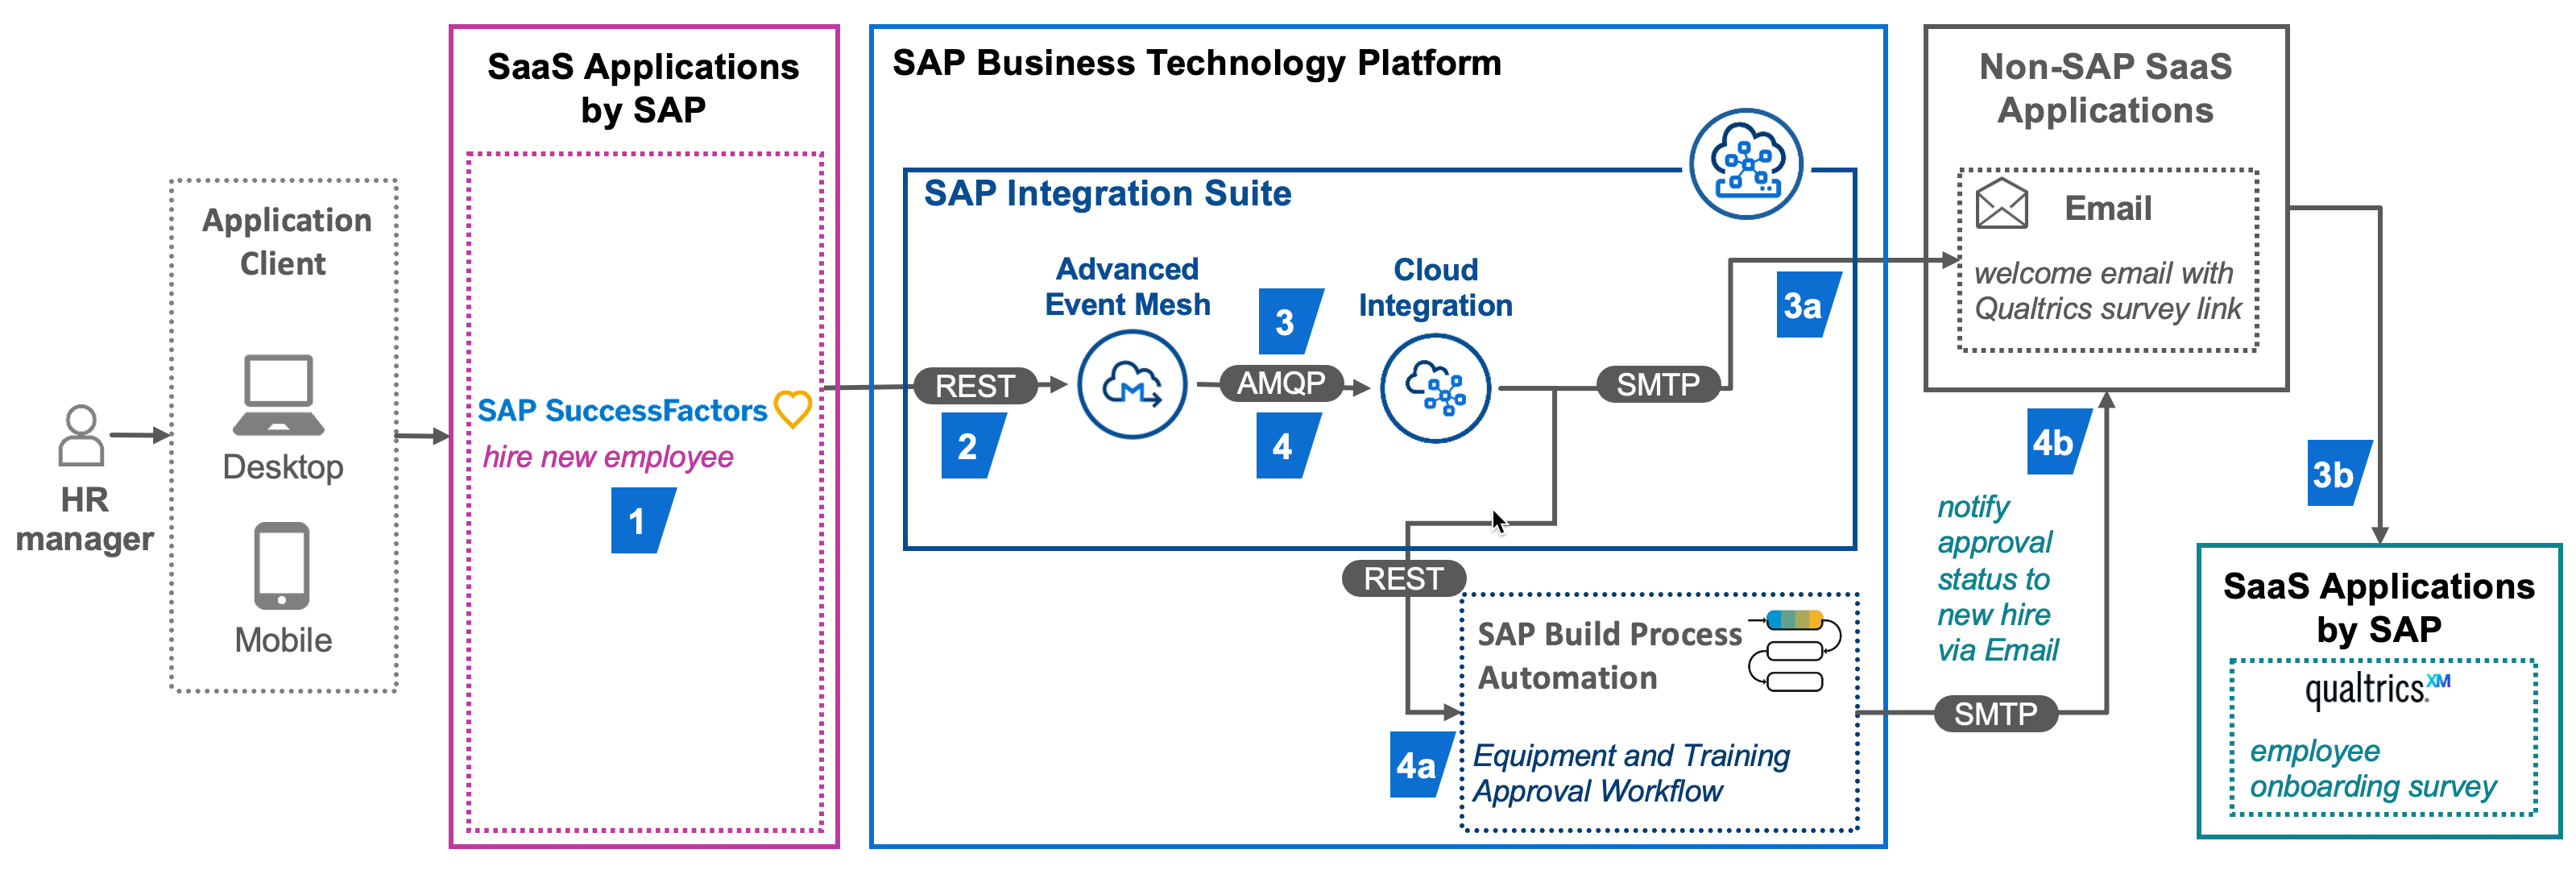 HR
manager
Application
Client
Desktop
Mobile
SaaS Applications
by SAP
SAP SuccessFactors
hire new employee
1
SAP Business Technology Platform
SAP Integration Suite
REST
2
Advanced
Event Mesh
3
AMQP
4
Cloud
Integration
SMTP
3a
REST
4a
SAP Build Process
Automation
Equipment and Training
Approval Workflow
Non-SAP SaaS
Applications
Email
welcome email with
Qualtrics survey link
4b
notify
approval
status to
new hire
via Email
SMTP
3b
SaaS Applications
by SAP
qualtrics.XM
employee
onboarding survey